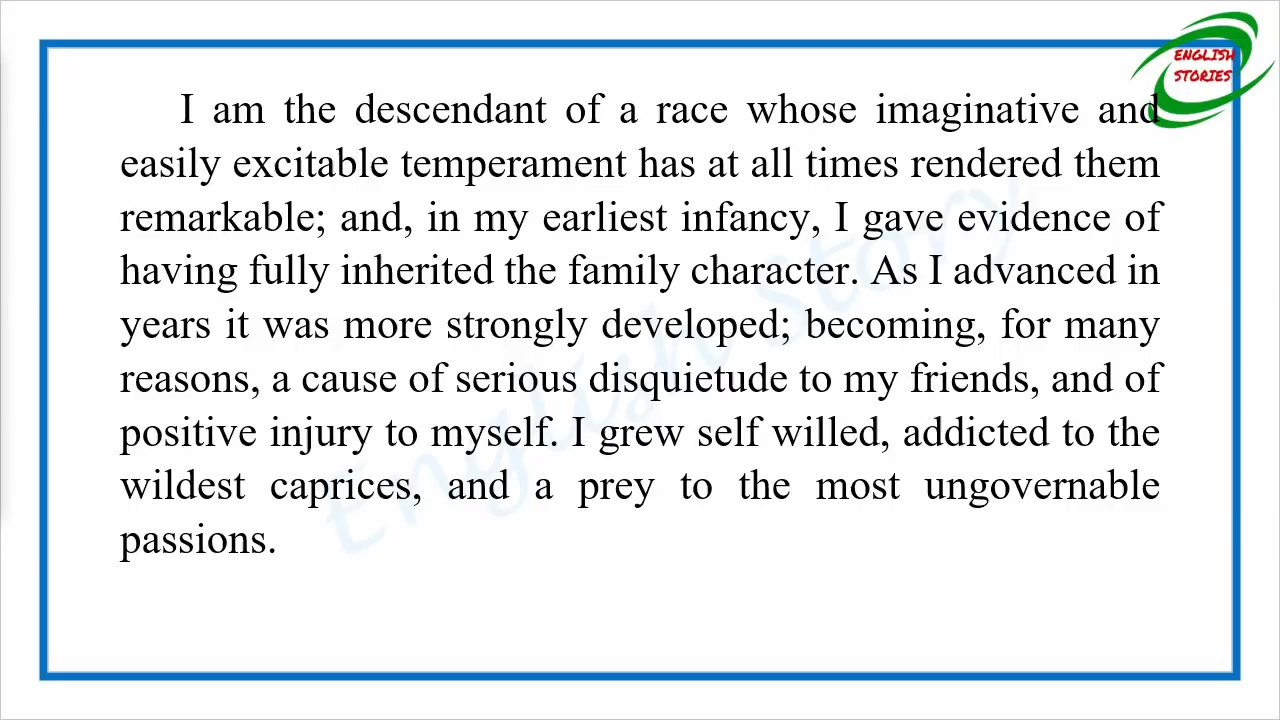 ENGLISH
STORIES
I am the descendant of a race whose imaginative and
easily excitable temperament has at all times rendered them
remarkable; and, in my earliest infancy, I gave evidence of
having fully inherited the family character. As I advanced in
years it was more strongly developed; becoming, for many
reasons, a cause of serious disquietude to my friends, and of
positive injury to myself. I grew self willed, addicted to the
wildest caprices, and a prey to the most ungovernable
passions.
English Story